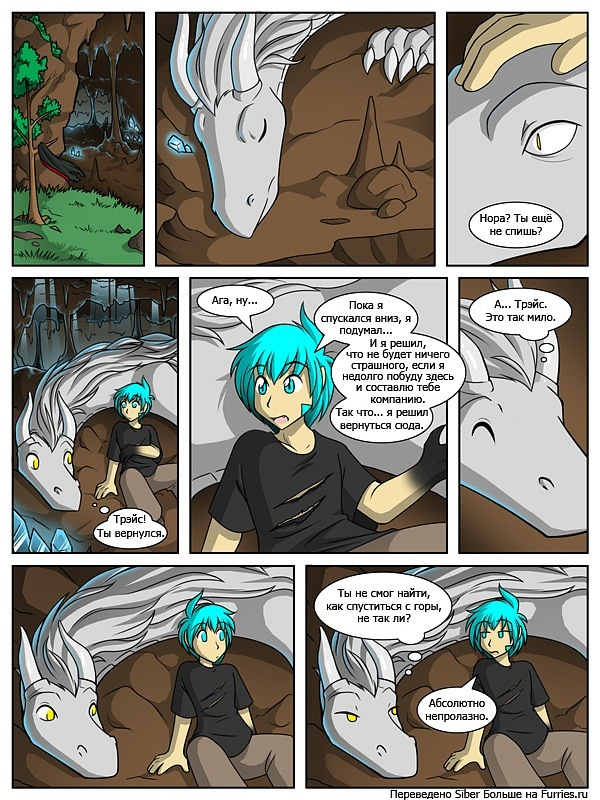 Нора? Ты ещё
не спишь?
Трэйс!
Ты вернулся.
Ага, ну...
Пока я
спускался вниз, я
подумал...
И я решил,
что не будет ничего
страшного, если я
недолго побуду здесь
и составлю тебе
компанию.
Так что... я решил
вернуться сюда.
А... Трэйс.
Это так мило.
Ты не смог найти,
как спуститься с горы,
не так ли?
Абсолютно
непролазно.
Переведено Siber Больше на Furries.ru